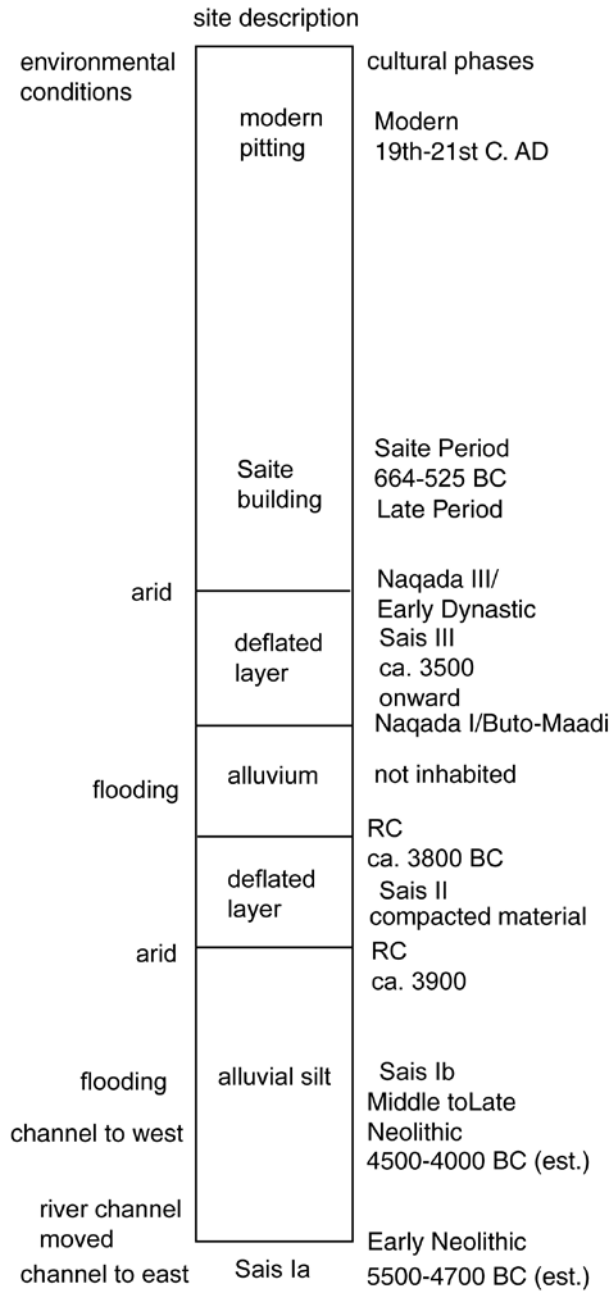 site description
environmental
conditions
cultural phases
modern
pitting
Modern
19th-21st C. AD
Saite
building
Saite Period
664-525 BC
Late Period
arid
deflated
layer
Naqada III/
Early Dynastic
Sais III
ca. 3500
onward
Naqada I/Buto-Maadi
flooding
alluvium
not inhabited
RC
ca. 3800 BC
deflated
layer
Sais II
compacted material
arid
RC
ca. 3900
flooding
channel to west
alluvial silt
Sais Ib
Middle toLate
Neolithic
4500-4000 BC (est.)
river channel
moved
channel to east
Sais Ia
Early Neolithic
5500-4700 BC (est.)